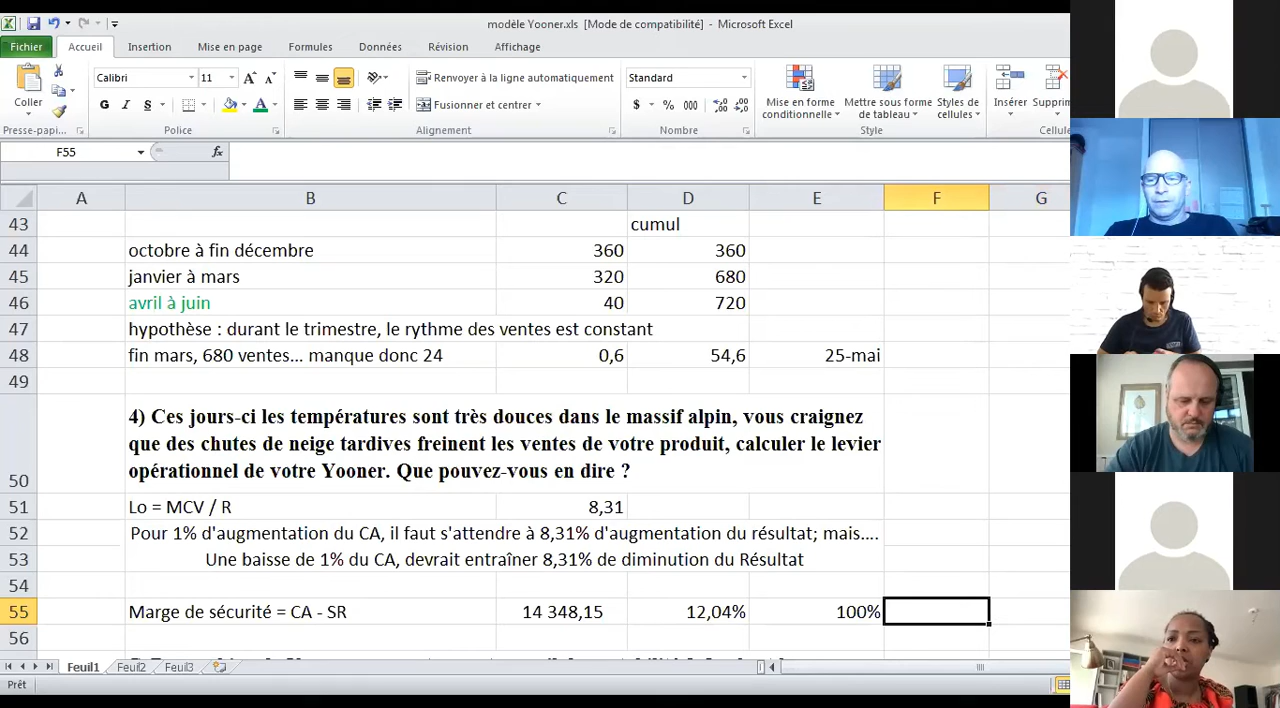 modèle Yooner.xls [Mode de compatibilité] - Microsoft Excel
Fichier Accueil Insertion Mise en page Formules Données Révision Affichage
Coller
Presse-papi...
Calibri 11
G I S
Police
Renvoyer à la ligne automatiquement
Fusionner et centrer
Alignement
Standard
$ % 000
Nombre
Mise en forme conditionnelle
Mettre sous forme de tableau
Styles de cellules
Style
Insérer
Supprim
Cellule
F55
fx
A B C D E F G
43 cumul
44 octobre à fin décembre 360 360
45 janvier à mars 320 680
46 avril à juin 40 720
47 hypothèse : durant le trimestre, le rythme des ventes est constant
48 fin mars, 680 ventes... manque donc 24 0,6 54,6 25-mai
49
4) Ces jours-ci les températures sont très douces dans le massif alpin, vous craignez
que des chutes de neige tardives freinent les ventes de votre produit, calculer le levier
50 opérationnel de votre Yooner. Que pouvez-vous en dire ?
51 Lo = MCV / R 8,31
52 Pour 1% d'augmentation du CA, il faut s'attendre à 8,31% d'augmentation du résultat; mais....
53 Une baisse de 1% du CA, devrait entraîner 8,31% de diminution du Résultat
54
55 Marge de sécurité = CA - SR 14 348,15 12,04% 100%
56
Feuil1 Feuil2 Feuil3
Prêt